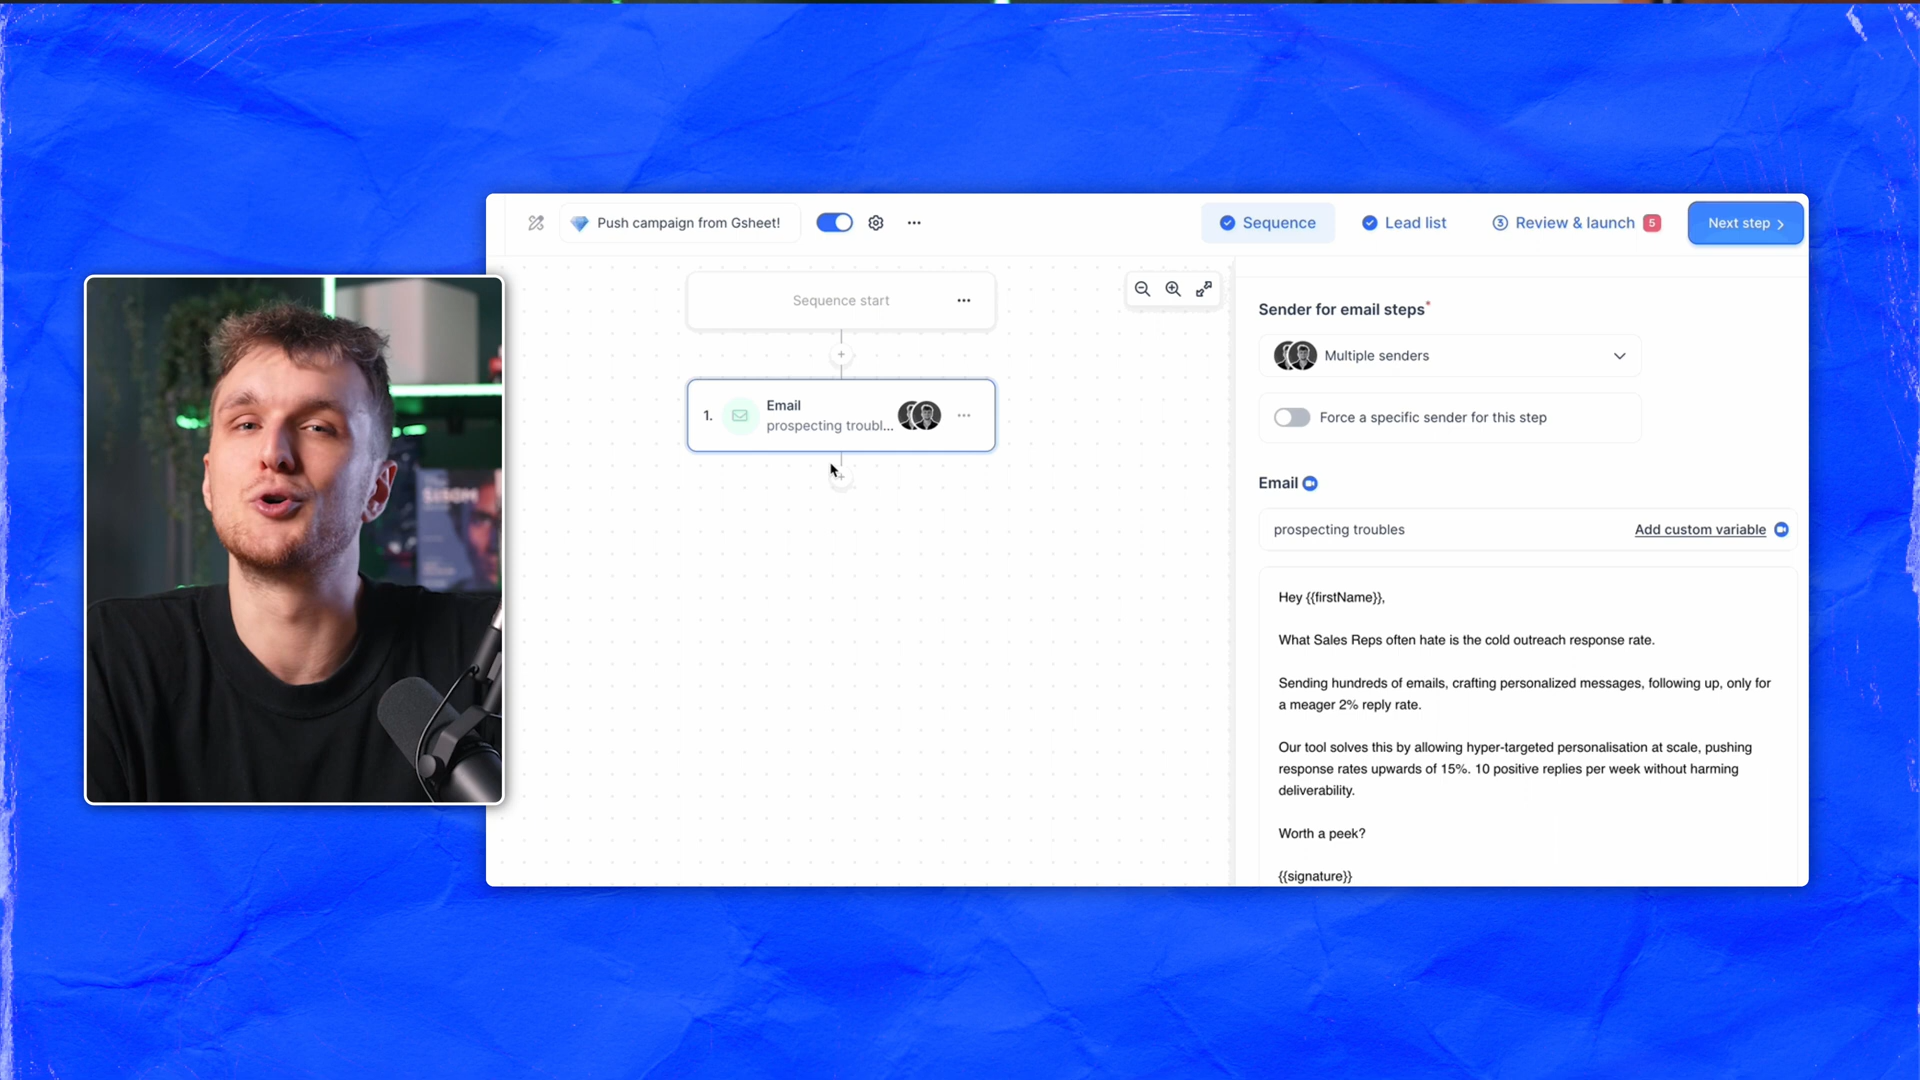 Push campaign from Gsheet!
Sequence
Lead list
3 Review & launch 5
Next step
Sequence start
1.
Email
prospecting troubl...
Sender for email steps*
Multiple senders
Force a specific sender for this step
Email
prospecting troubles
Add custom variable
Hey {{firstName}},
What Sales Reps often hate is the cold outreach response rate.
Sending hundreds of emails, crafting personalized messages, following up, only for
a meager 2% reply rate.
Our tool solves this by allowing hyper-targeted personalisation at scale, pushing
response rates upwards of 15%. 10 positive replies per week without harming
deliverability.
Worth a peek?
{{signature}}